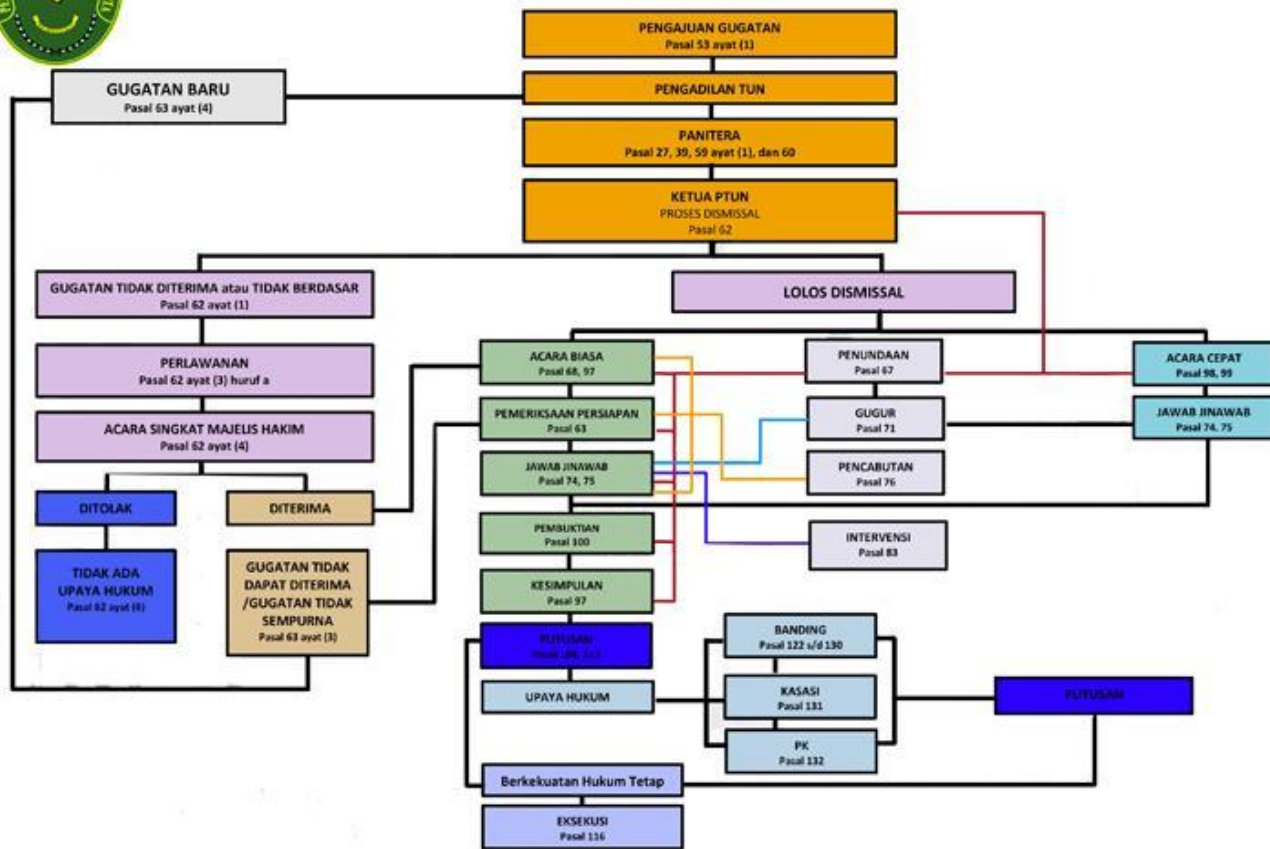 PENGAJUAN GUGATAN
Pasal 53 ayat (1)
GUGATAN BARU
Pasal 63 ayat (4)
PENGADILAN TUN
PANITERA
Pasal 27, 39, 59 ayat (1), dan 60
KETUA PTUN
PROSES DISMISSAL
Pasal 62
GUGATAN TIDAK DITERIMA atau TIDAK BERDASAR
Pasal 62 ayat (1)
LOLOS DISMISSAL
PERLAWANAN
Pasal 62 ayat (3) huruf a
ACARA BIASA
Pasal 68, 97
PENUNDAAN
Pasal 67
ACARA CEPAT
Pasal 98, 99
ACARA SINGKAT MAJELIS HAKIM
Pasal 62 ayat (4)
PEMERIKSAAN PERSIAPAN
Pasal 63
GUGUR
Pasal 71
JAWAB JINAWAB
Pasal 74, 75
JAWAB JINAWAB
Pasal 74, 75
PENCABUTAN
Pasal 76
DITOLAK
DITERIMA
PEMBUKTIAN
Pasal 100
INTERVENSI
Pasal 83
TIDAK ADA
UPAYA HUKUM
Pasal 62 ayat (6)
GUGATAN TIDAK
DAPAT DITERIMA
/GUGATAN TIDAK
SEMPURNA
Pasal 63 ayat (3)
KESIMPULAN
Pasal 97
PUTUSAN
UPAYA HUKUM
BANDING
Pasal 122 s/d 130
KASASI
Pasal 131
PK
Pasal 132
PUTUSAN
Berkekuatan Hukum Tetap
EKSEKUSI
Pasal 116